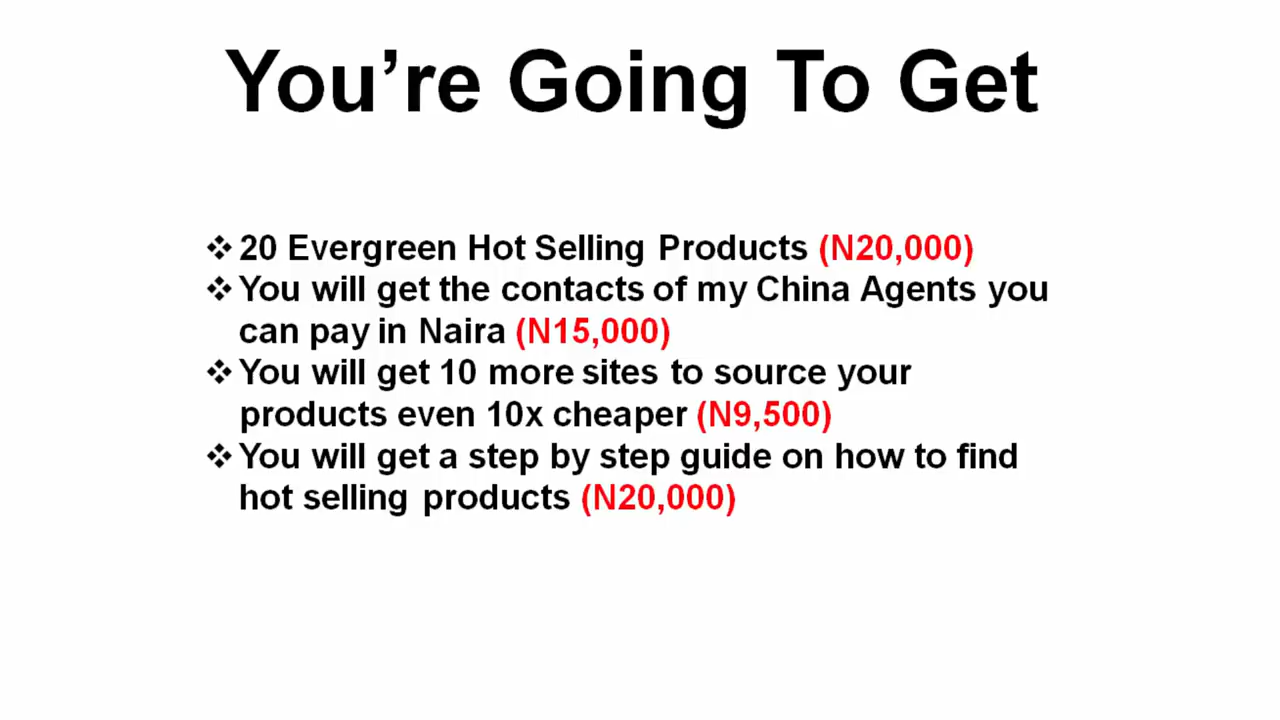 You’re Going To Get
❖20 Evergreen Hot Selling Products (N20,000)
❖You will get the contacts of my China Agents you
can pay in Naira (N15,000)
❖You will get 10 more sites to source your
products even 10x cheaper (N9,500)
❖You will get a step by step guide on how to find
hot selling products (N20,000)